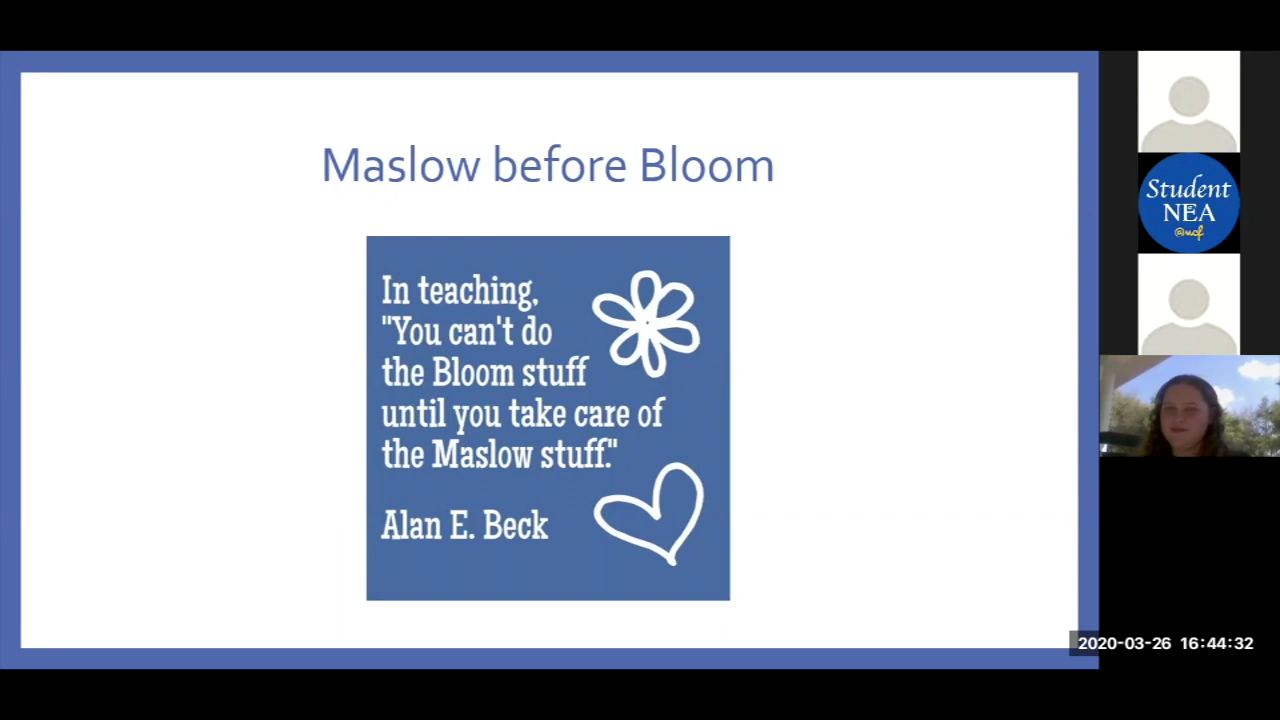 Maslow before Bloom
In teaching,
"You can't do
the Bloom stuff
until you take care of
the Maslow stuff."
Alan E. Beck
Student
NEA
@ucf
2020-03-26 16:44:32